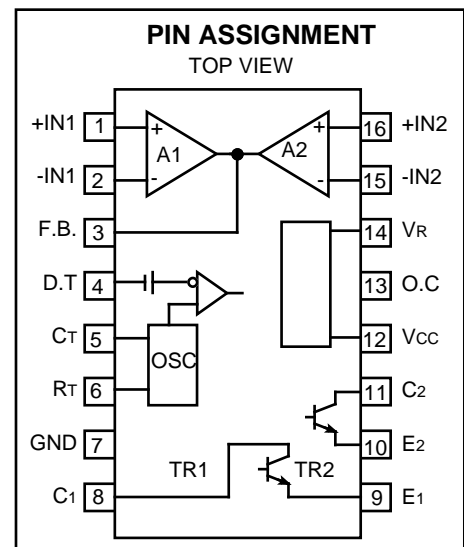 PIN ASSIGNMENT
TOP VIEW
+IN1 1 + A1 A2 + 16 +IN2
-IN1 2 - - 15 -IN2
F.B. 3 14 VR
D.T 4 13 O.C
CT 5 OSC 12 VCC
RT 6 11 C2
GND 7 10 E2
C1 8 TR1 TR2 9 E1